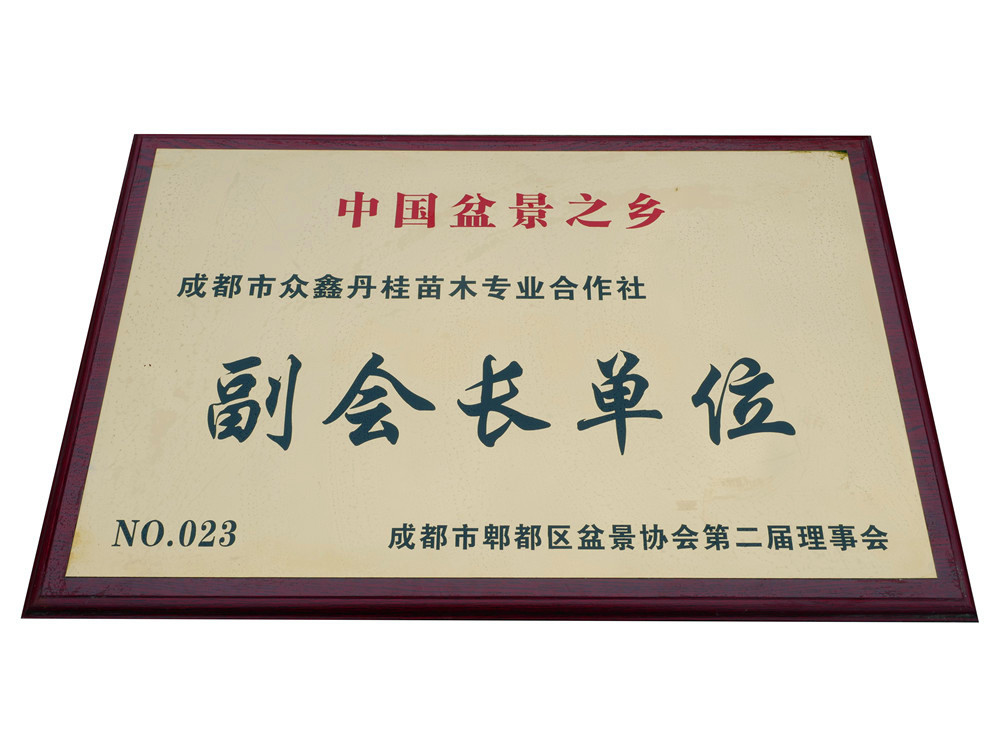 中国盆景之乡
成都市众鑫丹桂苗木专业合作社
副会长单位
NO.023
成都市郫都区盆景协会第二届理事会